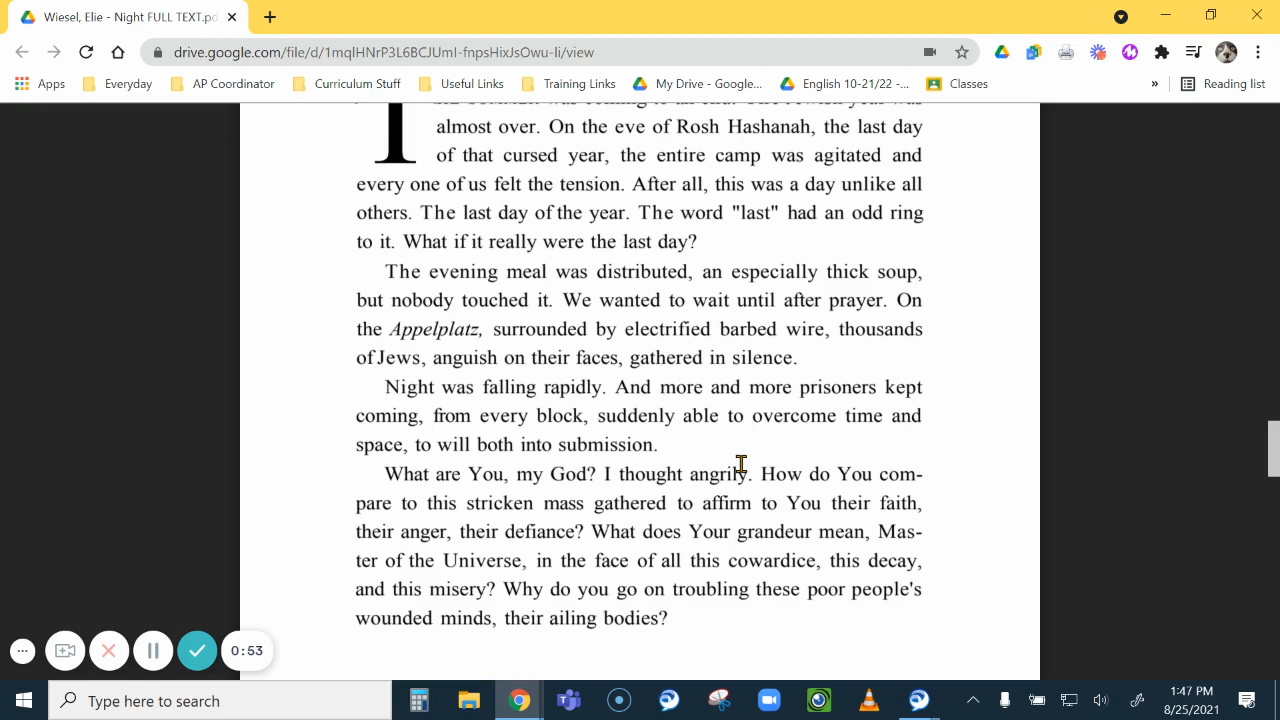 Wiesel, Elie - Night FULL TEXT.pd
drive.google.com/file/d/1mqIHNrP3L6BCJUmI-fnpsHixJsOwu-li/view
Apps Everyday AP Coordinator Curriculum Stuff Useful Links Training Links My Drive - Google... English 10-21/22 -... Classes » Reading list
almost over. On the eve of Rosh Hashanah, the last day
of that cursed year, the entire camp was agitated and
every one of us felt the tension. After all, this was a day unlike all
others. The last day of the year. The word "last" had an odd ring
to it. What if it really were the last day?
The evening meal was distributed, an especially thick soup,
but nobody touched it. We wanted to wait until after prayer. On
the Appelplatz, surrounded by electrified barbed wire, thousands
of Jews, anguish on their faces, gathered in silence.
Night was falling rapidly. And more and more prisoners kept
coming, from every block, suddenly able to overcome time and
space, to will both into submission.
What are You, my God? I thought angrily. How do You com-
pare to this stricken mass gathered to affirm to You their faith,
their anger, their defiance? What does Your grandeur mean, Mas-
ter of the Universe, in the face of all this cowardice, this decay,
and this misery? Why do you go on troubling these poor people's
wounded minds, their ailing bodies?
0:53
Type here to search
1:47 PM
8/25/2021